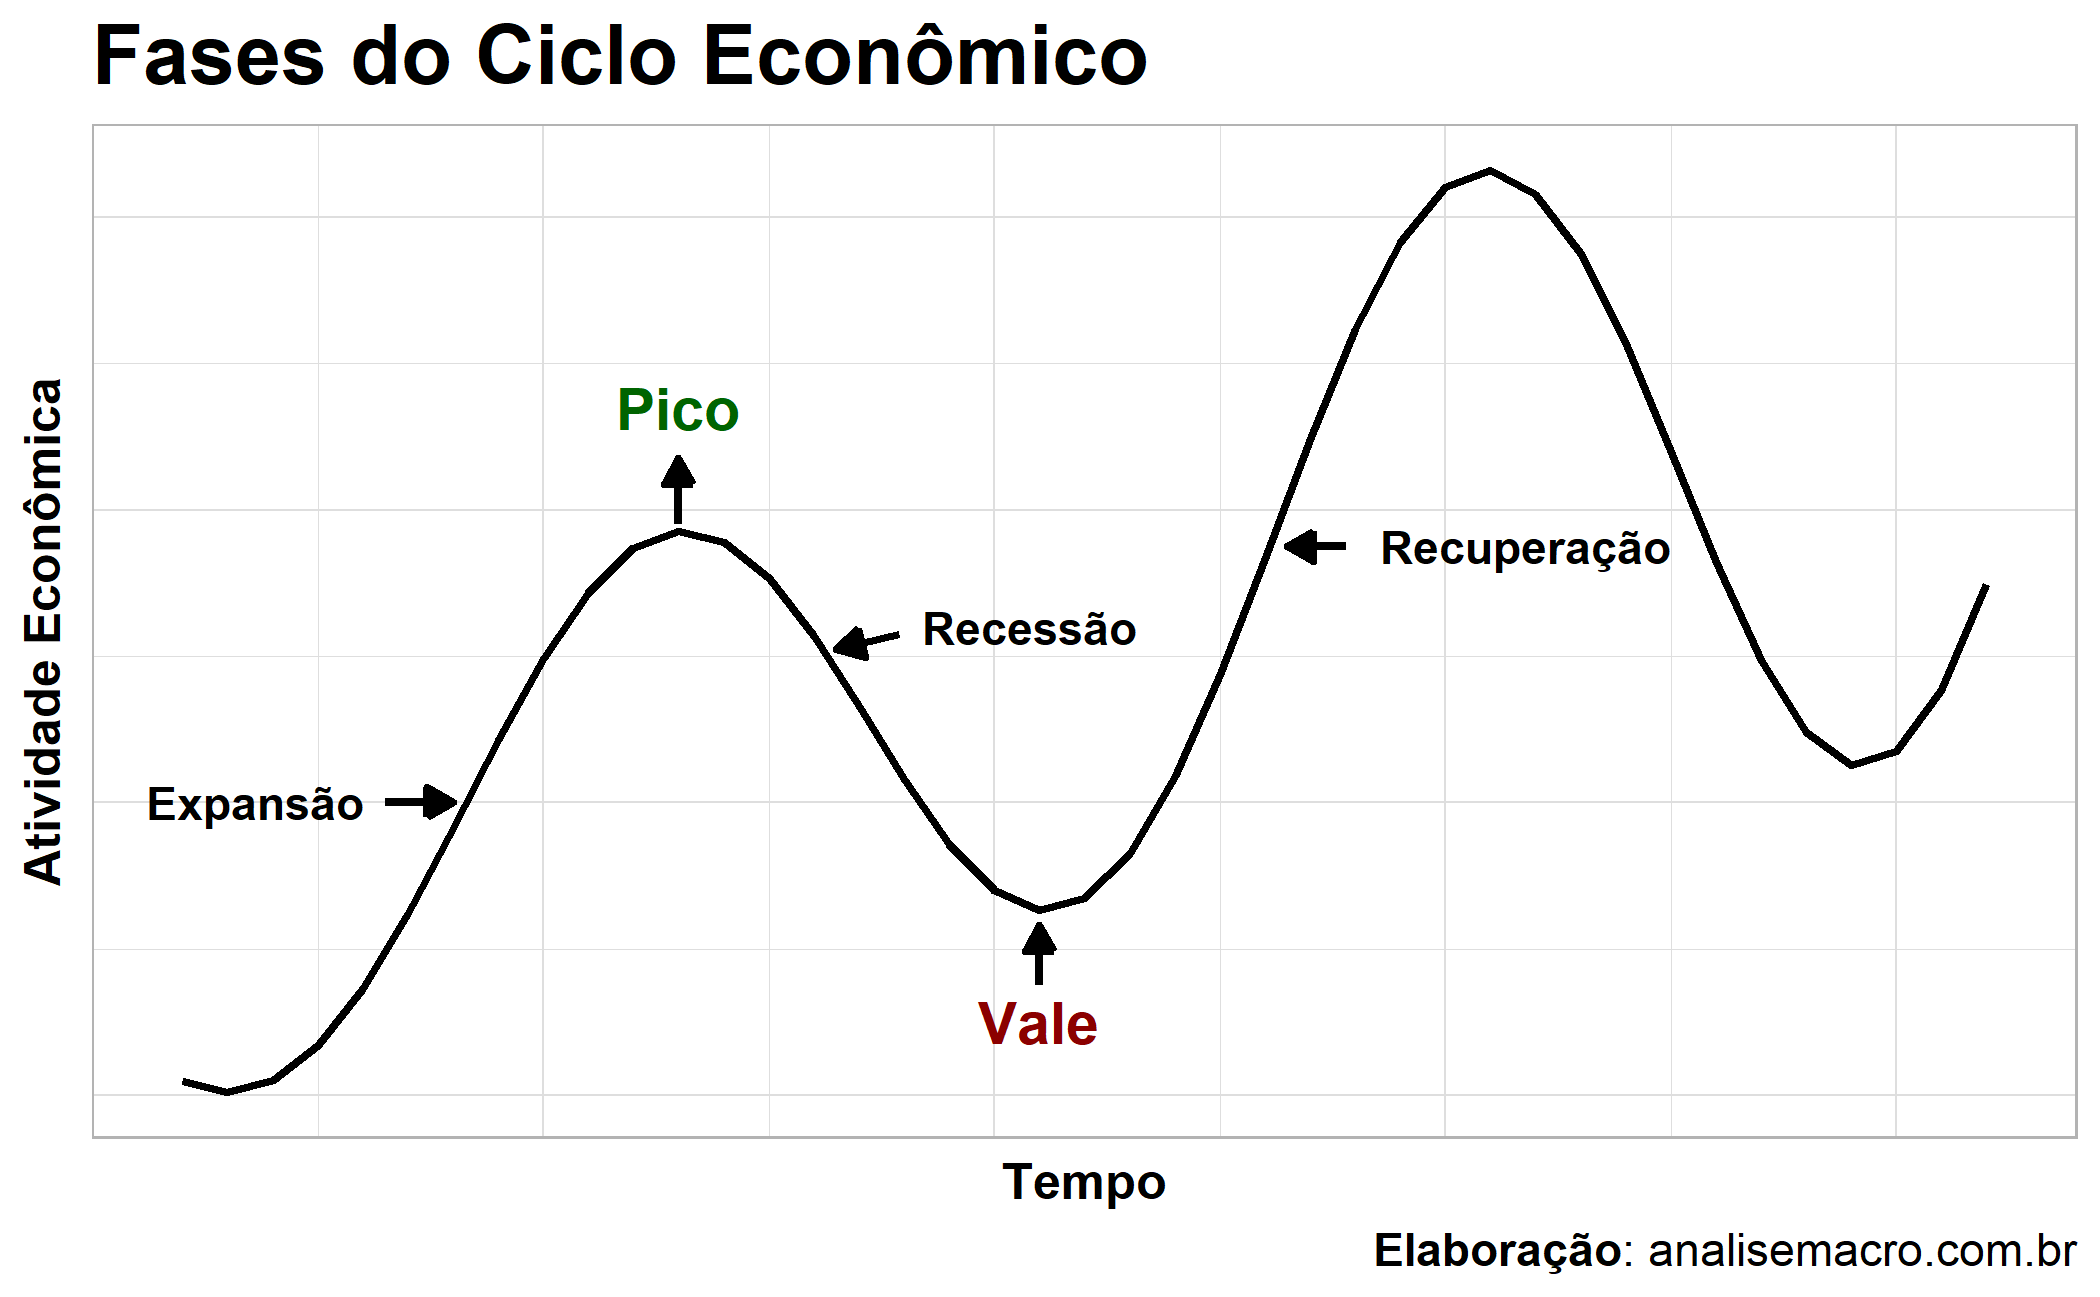 Fases do Ciclo Econômico
Atividade Econômica
Pico
Recuperação
Recessão
Expansão
Vale
Tempo
Elaboração: analisemacro.com.br